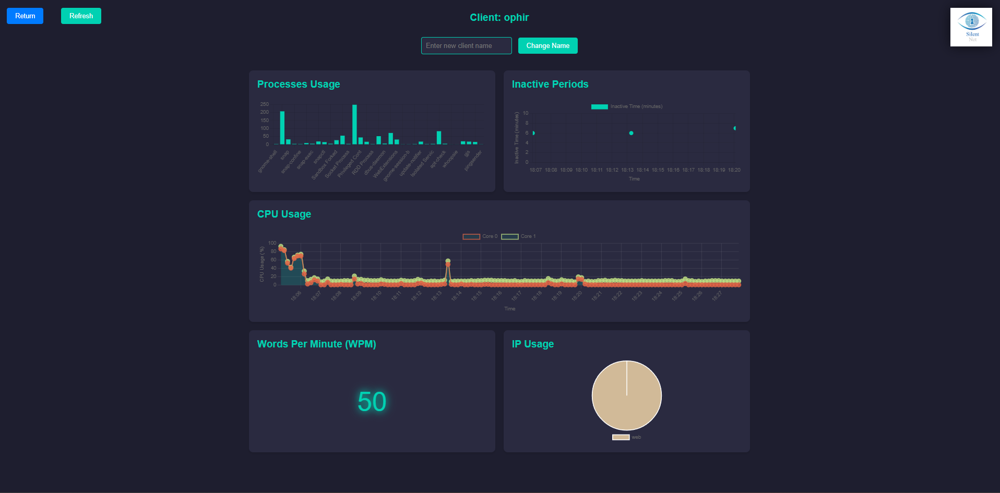 Return
Refresh
Client: ophir
Silent
Net
Enter new client name
Change Name
Processes Usage
250
200
150
100
50
0
gnome-shell
snap
snap-confine
snap-exec
snapctl
Sandbox Forked
Socket Process
Privileged Cont
RDD Process
dbus-daemon
WebExtensions
gnome-session-b
update-notifier
Isolated Servic
apt-check
whoopsie
gjs
pingsender
Inactive Periods
Inactive Time (minutes)
Inactive Time (minutes)
10
8
6
4
2
0
18:07 18:08 18:09 18:10 18:11 18:12 18:13 18:14 18:15 18:16 18:17 18:18 18:19 18:20
Time
CPU Usage
Core 0 Core 1
CPU Usage (%)
100
80
60
40
20
0
18:06 18:07 18:08 18:09 18:10 18:11 18:12 18:13 18:14 18:15 18:16 18:17 18:18 18:19 18:20 18:21 18:22 18:23 18:24 18:25 18:26 18:27
Time
Words Per Minute (WPM)
50
IP Usage
web